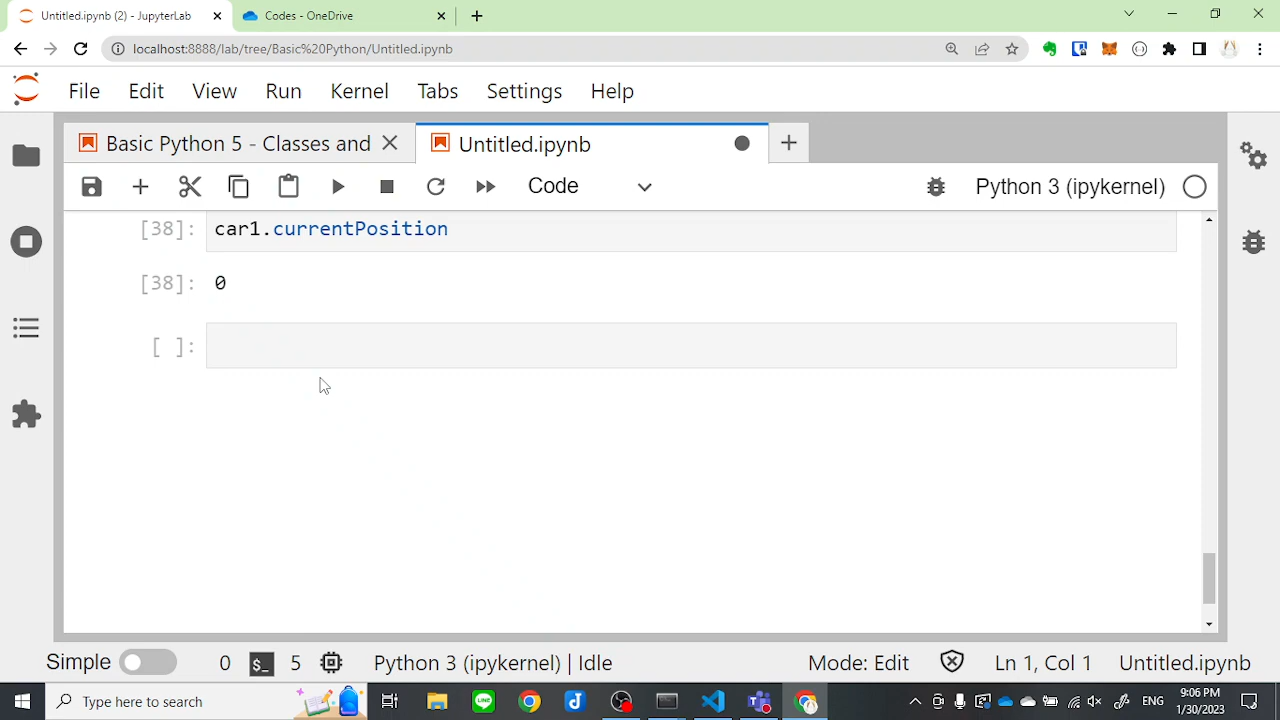 Untitled.ipynb (2) - JupyterLab
Codes - OneDrive
localhost:8888/lab/tree/Basic%20Python/Untitled.ipynb
File Edit View Run Kernel Tabs Settings Help
Basic Python 5 - Classes and
Untitled.ipynb
Code
Python 3 (ipykernel)
[38]: car1.currentPosition
[38]: 0
[ ]:
Simple 0 $_ 5 Python 3 (ipykernel) | Idle Mode: Edit Ln 1, Col 1 Untitled.ipynb
Type here to search
ENG
9:06 PM
1/30/2023